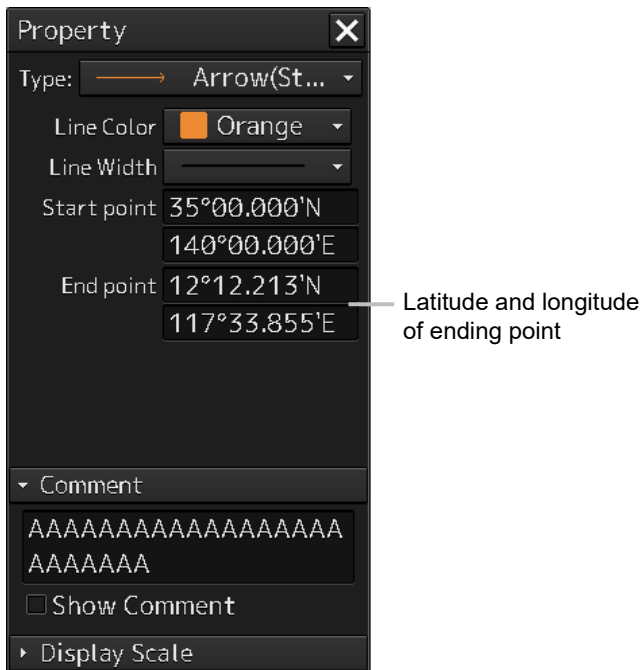 Property
Type: Arrow(St...
Line Color Orange
Line Width
Start point 35°00.000'N
140°00.000'E
End point 12°12.213'N
117°33.855'E
Latitude and longitude
of ending point
Comment
AAAAAAAAAAAAAAAAAA
AAAAAAA
Show Comment
Display Scale